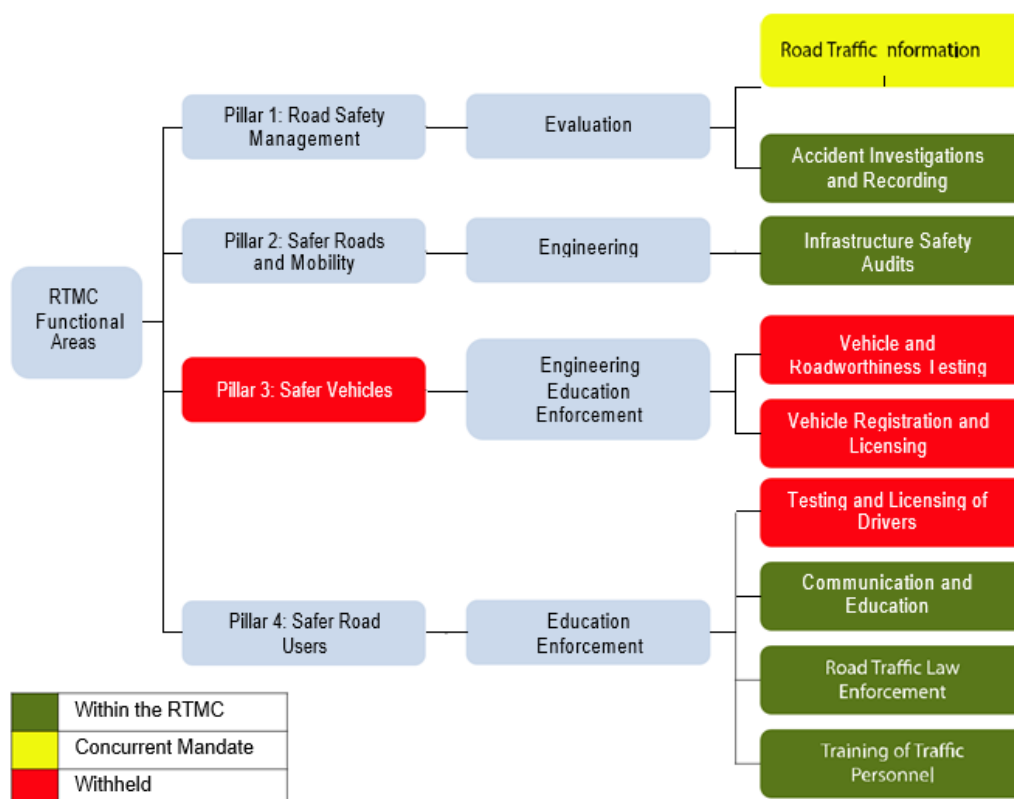 Road Traffic nformation
Pillar 1: Road Safety
Management
Evaluation
Accident Investigations
and Recording
Pillar 2: Safer Roads
and Mobility
Engineering
Infrastructure Safety
Audits
RTMC
Functional
Areas
Pillar 3: Safer Vehicles
Engineering
Education
Enforcement
Vehicle and
Roadworthiness Testing
Vehicle Registration and
Licensing
Testing and Licensing of
Drivers
Communication and
Education
Pillar 4: Safer Road
Users
Education
Enforcement
Road Traffic Law
Enforcement
Training of Traffic
Personnel
Within the RTMC
Concurrent Mandate
Withheld